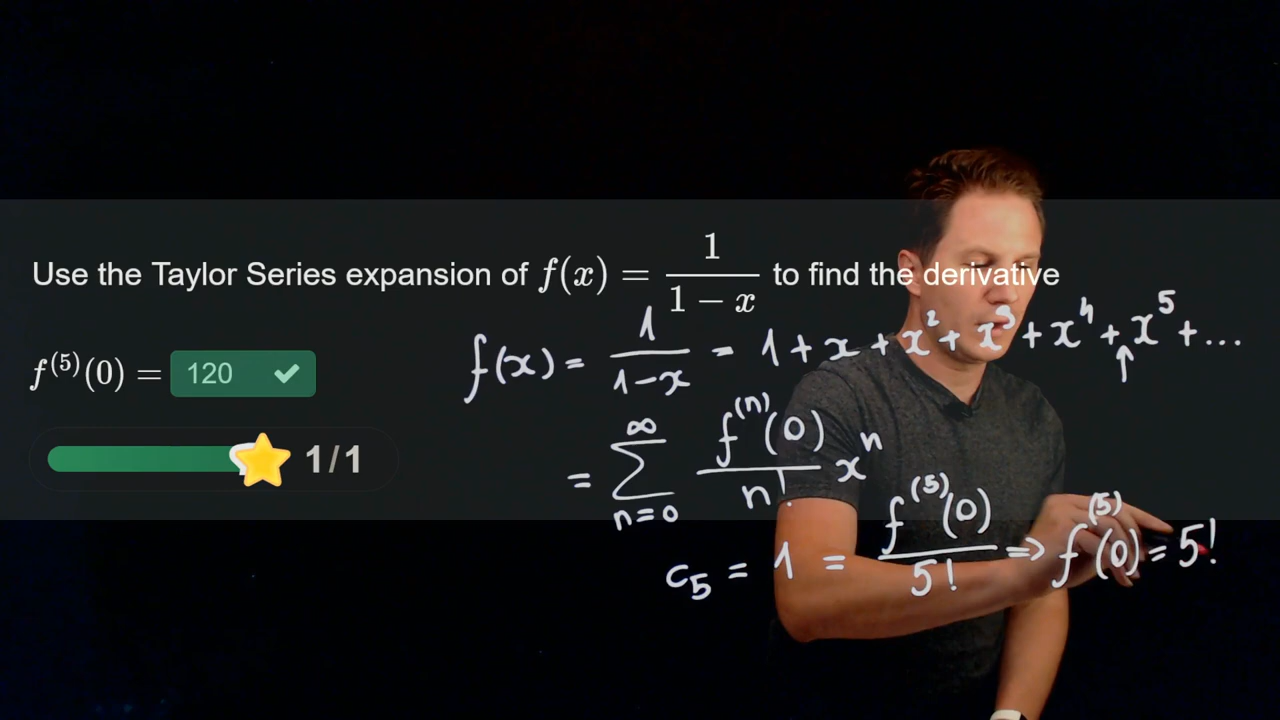 Use the Taylor Series expansion of f(x) = 1/(1 − x) to find the derivative
f^(5)(0) = 120 ✔
1/1
f(x) = 1/(1-x) = 1 + x + x² + x³ + x⁴ + x⁵ + ...
↑
= ∑_{n=0}^{∞} f^(n)(0)/n! xⁿ
c₅ = 1 = f^(5)(0)/5! ⇒ f^(5)(0) = 5!